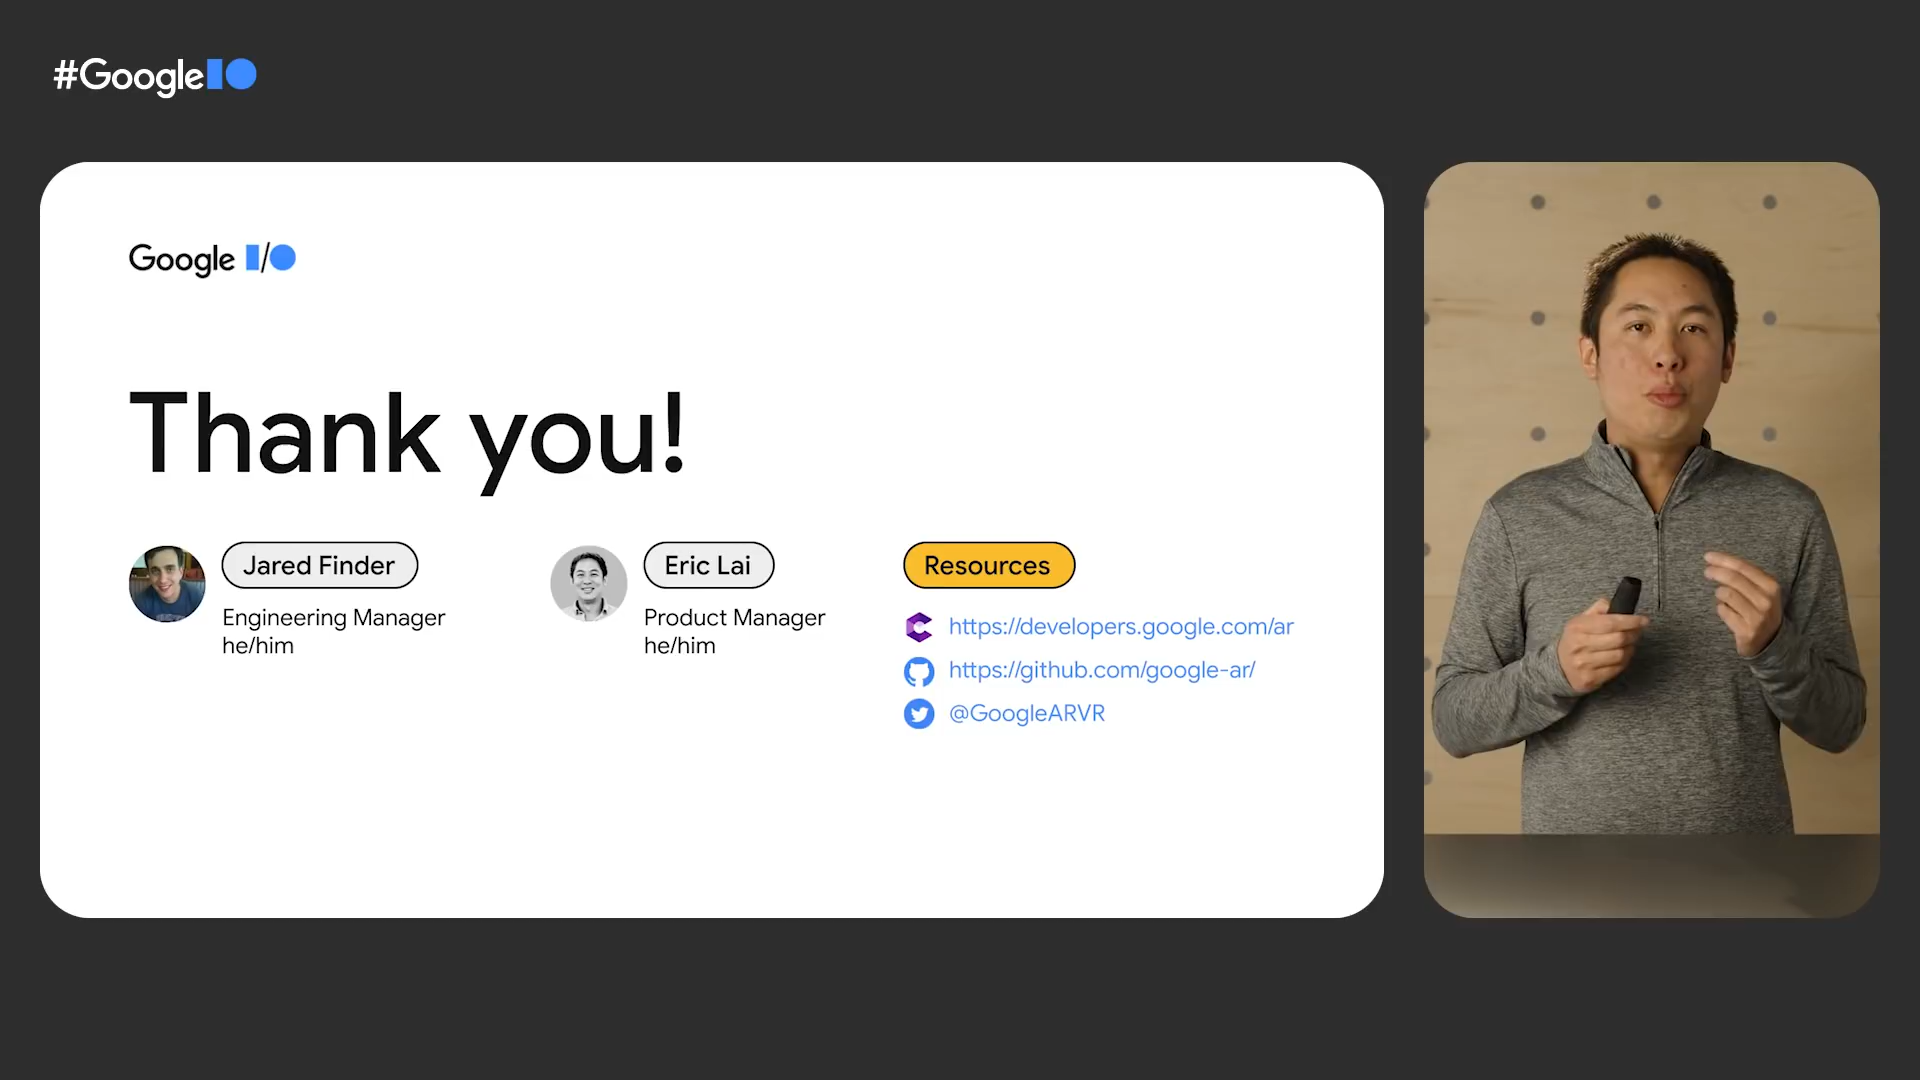 #GoogleIO
Google I/O
Thank you!
Jared Finder
Engineering Manager
he/him
Eric Lai
Product Manager
he/him
Resources
https://developers.google.com/ar
https://github.com/google-ar/
@GoogleARVR